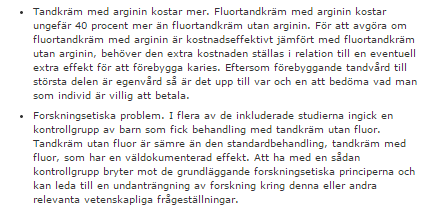 • Tandkräm med arginin kostar mer. Fluortandkräm med arginin kostar
ungefär 40 procent mer än fluortandkräm utan arginin. För att avgöra om
fluortandkräm med arginin är kostnadseffektivt jämfört med fluortandkräm
utan arginin, behöver den extra kostnaden ställas i relation till en eventuell
extra effekt för att förebygga karies. Eftersom förebyggande tandvård till
största delen är egenvård så är det upp till var och en att bedöma vad man
som individ är villig att betala.
• Forskningsetiska problem. I flera av de inkluderade studierna ingick en
kontrollgrupp av barn som fick behandling med tandkräm utan fluor.
Tandkräm utan fluor är sämre än den standardbehandling, tandkräm med
fluor, som har en väldokumenterad effekt. Att ha med en sådan
kontrollgrupp bryter mot de grundläggande forskningsetiska principerna och
kan leda till en undanträngning av forskning kring denna eller andra
relevanta vetenskapliga frågeställningar.